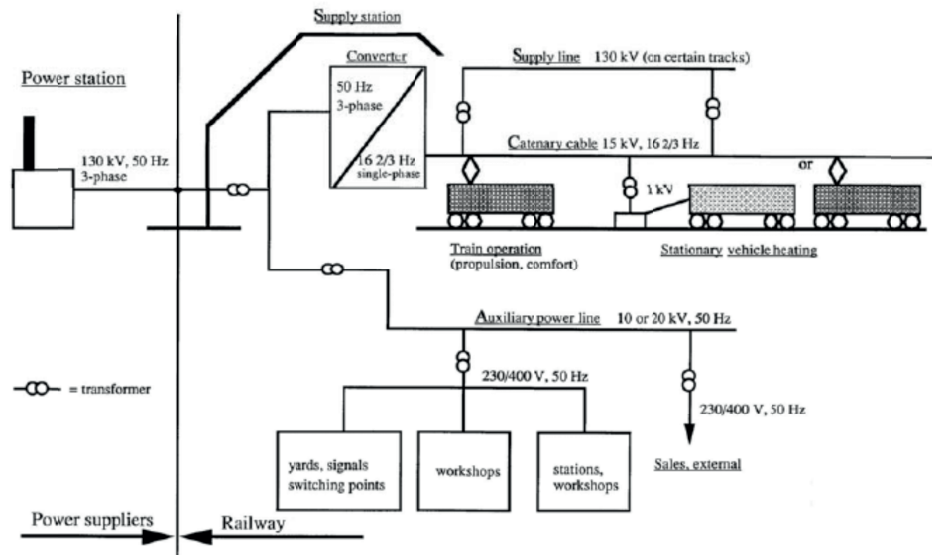 Supply station
Power station
Converter
50 Hz
3-phase
16 2/3 Hz
single-phase
Supply line 130 kV (on certain tracks)
130 kV, 50 Hz
3-phase
Catenary cable 15 kV, 16 2/3 Hz
or
1 kV
Train operation
(propulsion, comfort)
Stationary vehicle heating
Auxiliary power line 10 or 20 kV, 50 Hz
= transformer
230/400 V, 50 Hz
230/400 V, 50 Hz
yards, signals
switching points
workshops
stations,
workshops
Sales, external
Power suppliers
Railway